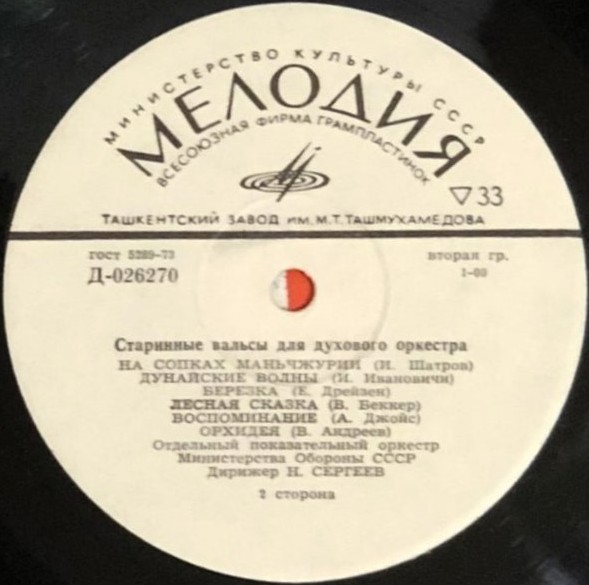 МИНИСТЕРСТВО КУЛЬТУРЫ СССР
МЕЛОДИЯ
ВСЕСОЮЗНАЯ ФИРМА ГРАМПЛАСТИНОК
▽33
ТАШКЕНТСКИЙ ЗАВОД ИМ. М.Т. ТАШМУХАМЕДОВА
гост 5289-73
Д-026270
вторая гр.
1-00
Старинные вальсы для духового оркестра
НА СОПКАХ МАНЬЧЖУРИИ (И. Шатров)
ДУНАЙСКИЕ ВОЛНЫ (И. Ивановичи)
БЕРЕЗКА (Е. Дрейзен)
ЛЕСНАЯ СКАЗКА (В. Беккер)
ВОСПОМИНАНИЕ (А. Джойс)
ОРХИДЕЯ (В. Андреев)
Отдельный показательный оркестр
Министерства Обороны СССР
Дирижер Н. СЕРГЕЕВ
2 сторона